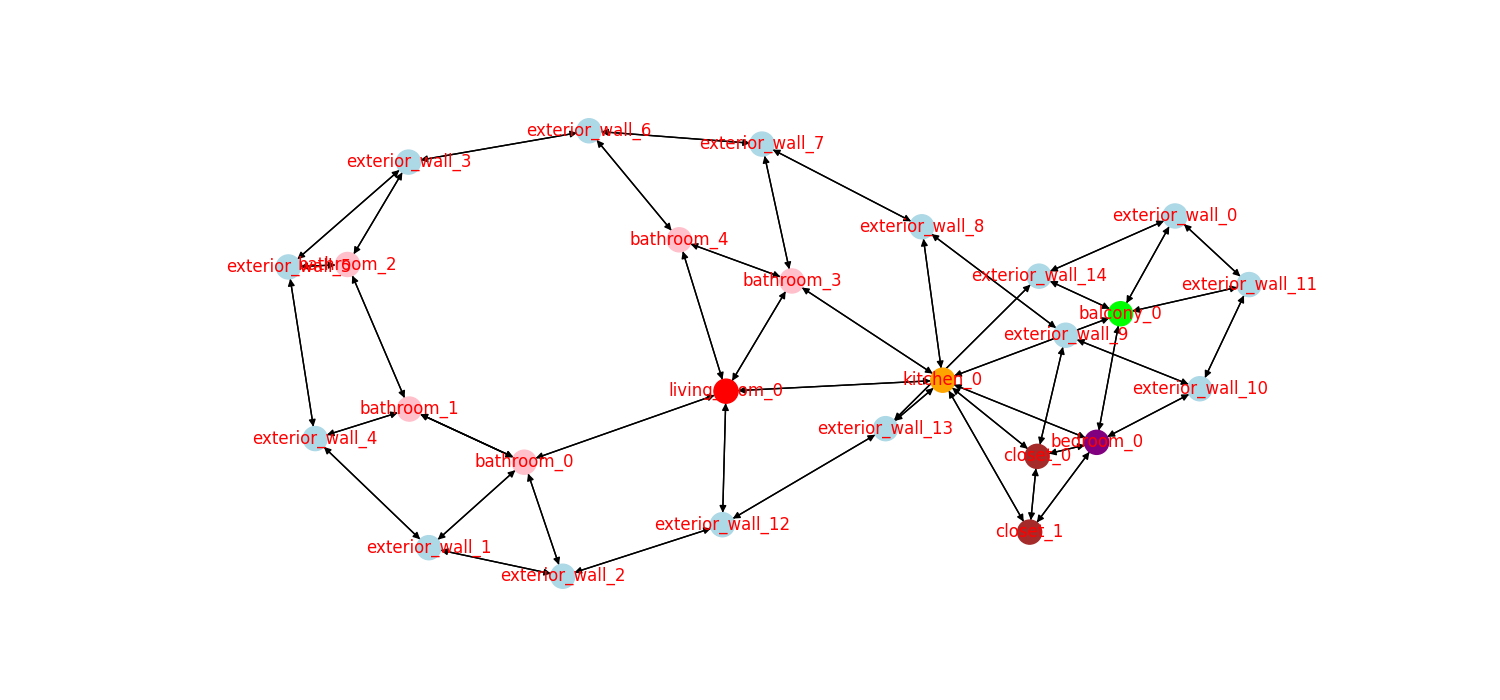 exterior_wall_6
exterior_wall_7
exterior_wall_3
exterior_wall_0
exterior_wall_8
bathroom_4
exterior_wall_5
bathroom_2
exterior_wall_14
bathroom_3
exterior_wall_11
balcony_0
exterior_wall_9
kitchen_0
living_room_0
exterior_wall_10
bathroom_1
exterior_wall_13
exterior_wall_4
bedroom_0
closet_0
bathroom_0
exterior_wall_12
closet_1
exterior_wall_1
exterior_wall_2